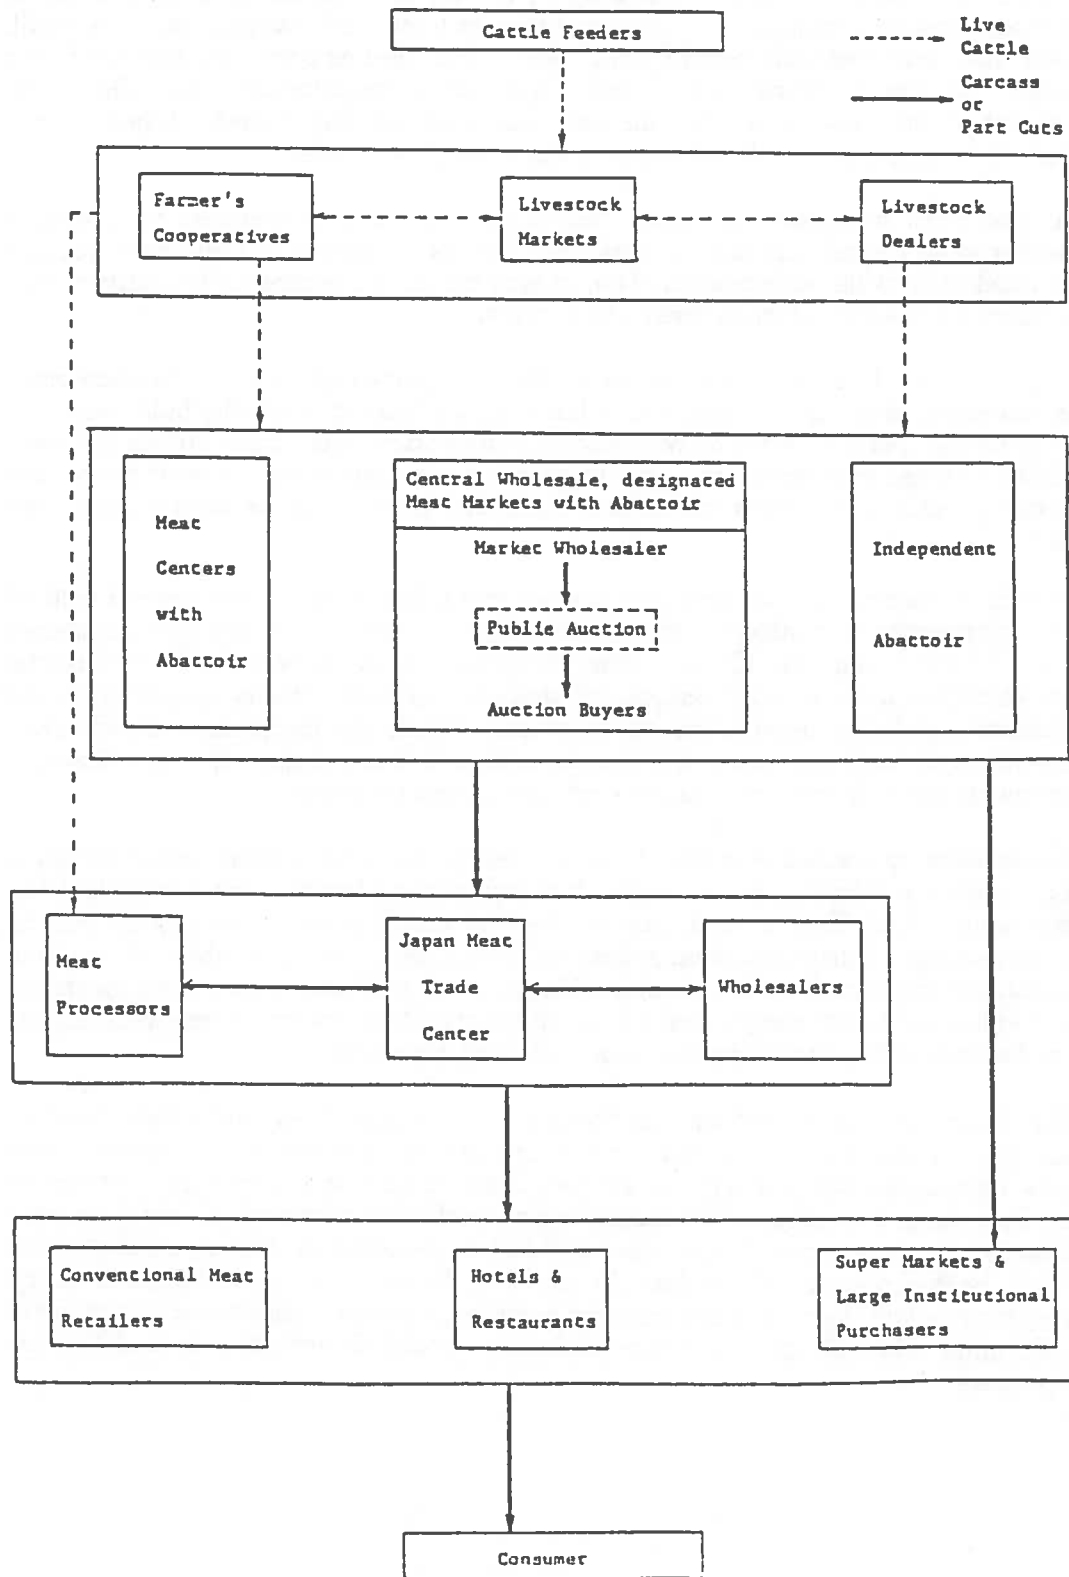 Cattle Feeders
Live
Cattle
Carcass
or
Part Cuts
Farmer's
Cooperatives
Livestock
Markets
Livestock
Dealers
Meat
Centers
with
Abattoir
Central Wholesale, designated
Meat Markets with Abattoir
Market Wholesaler
Public Auction
Auction Buyers
Independent
Abattoir
Meat
Processors
Japan Meat
Trade
Center
Wholesalers
Conventional Meat
Retailers
Hotels &
Restaurants
Super Markets &
Large Institutional
Purchasers
Consumer